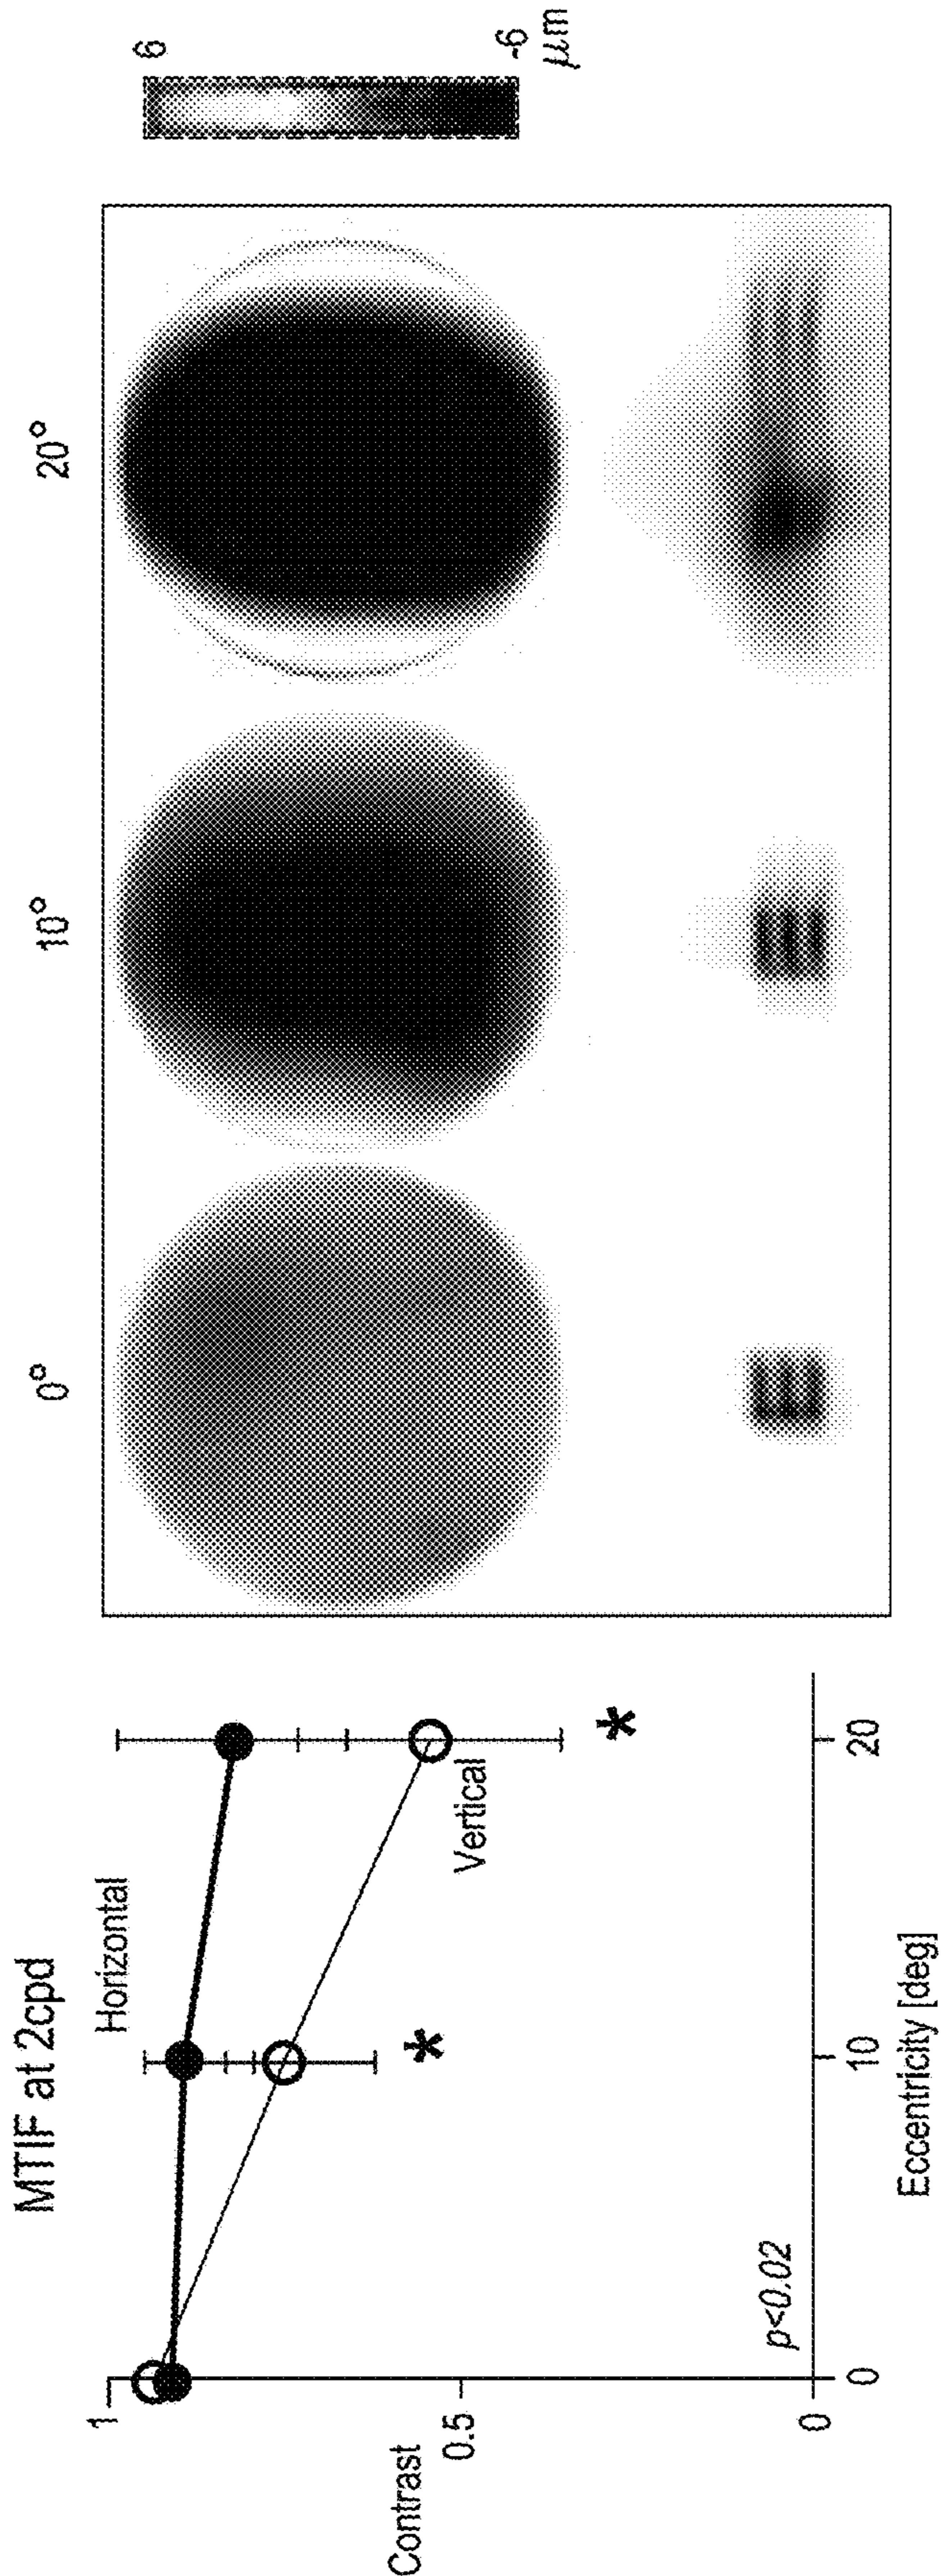 MTIF at 2cpd
Horizontal
Vertical
*
*
p<0.02
Contrast
1
0.5
0
0
10
20
Eccentricity [deg]
0°
10°
20°
E
E
6
-6
μm